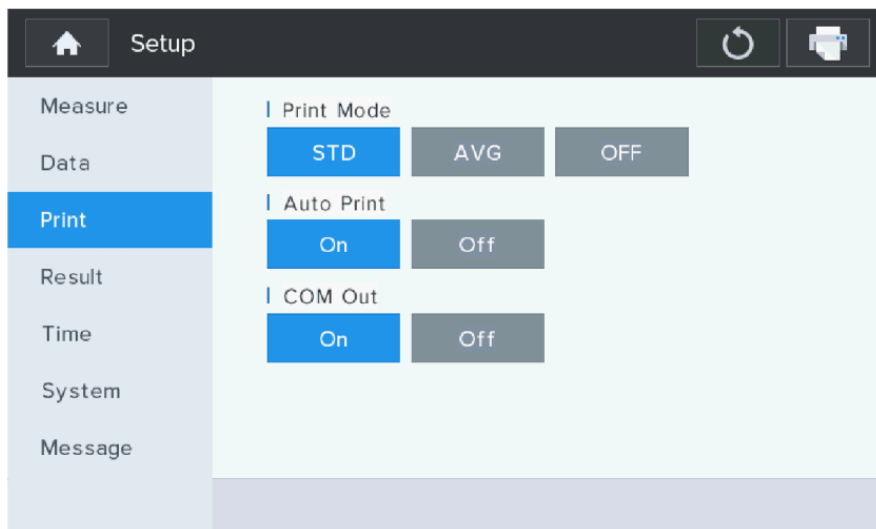 Setup
Measure
Data
Print
Result
Time
System
Message
Print Mode
STD AVG OFF
Auto Print
On Off
COM Out
On Off